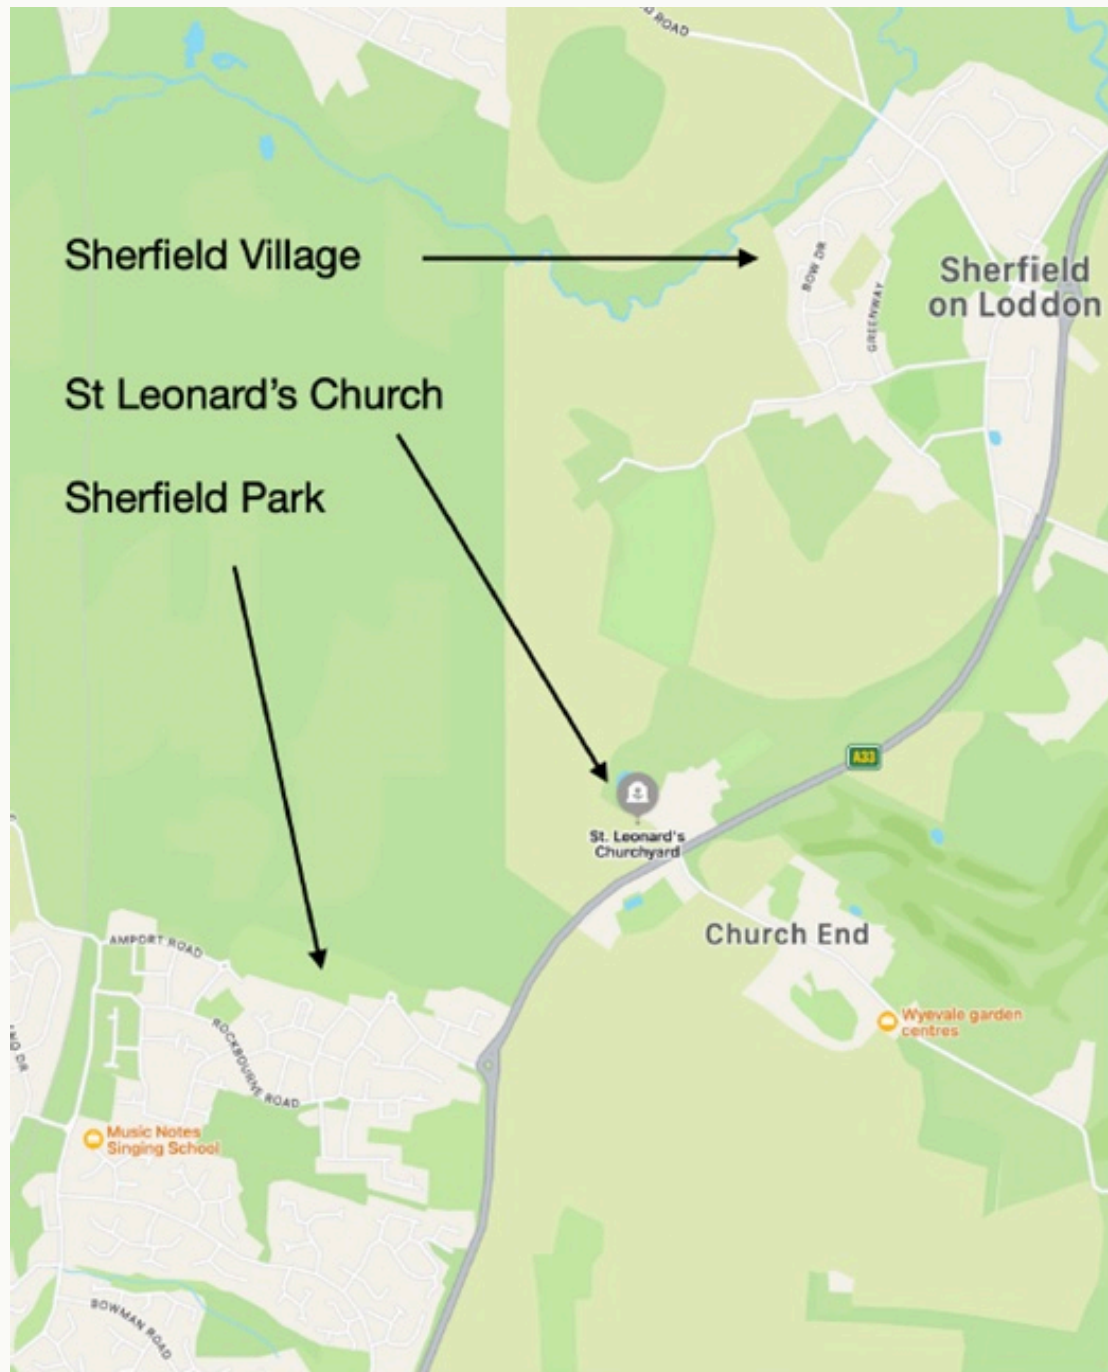 ROAD
Sherfield Village
BOW DR
GREENWAY
Sherfield
on Loddon
St Leonard’s Church
Sherfield Park
A33
St. Leonard's
Churchyard
Church End
AMPORT ROAD
Wyevale garden
centres
ROCKBOURNE ROAD
DR
Music Notes
Singing School
BOWMAN ROAD